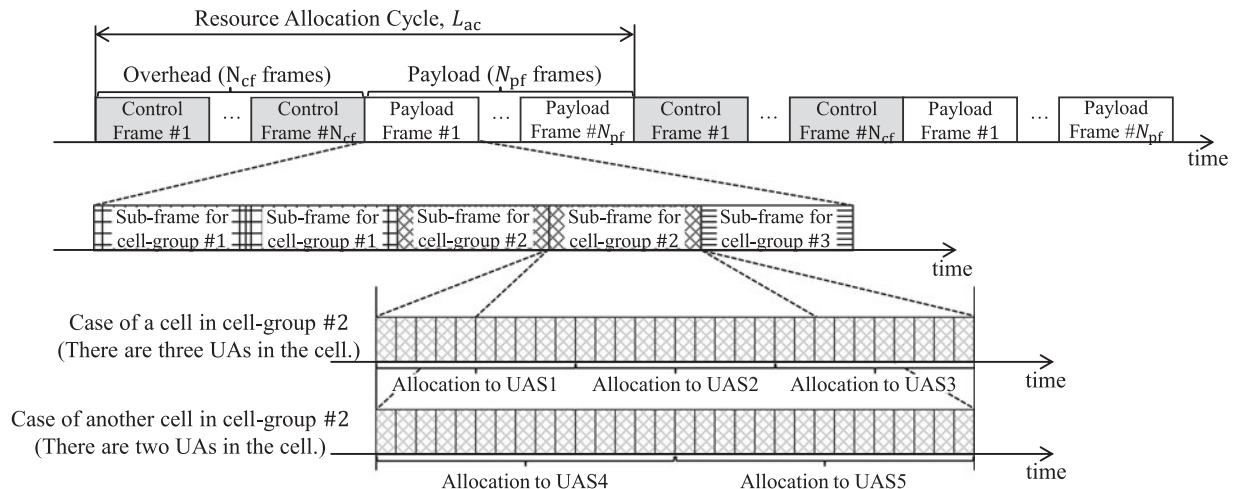 Resource Allocation Cycle, L_ac
Overhead (N_cf frames)
Payload (N_pf frames)
Control
Frame #1
...
Control
Frame #N_cf
Payload
Frame #1
...
Payload
Frame #N_pf
Control
Frame #1
...
Control
Frame #N_cf
Payload
Frame #1
...
Payload
Frame #N_pf
time
Sub-frame for
cell-group #1
Sub-frame for
cell-group #1
Sub-frame for
cell-group #2
Sub-frame for
cell-group #2
Sub-frame for
cell-group #3
time
Case of a cell in cell-group #2
(There are three UAs in the cell.)
Allocation to UAS1
Allocation to UAS2
Allocation to UAS3
time
Case of another cell in cell-group #2
(There are two UAs in the cell.)
Allocation to UAS4
Allocation to UAS5
time